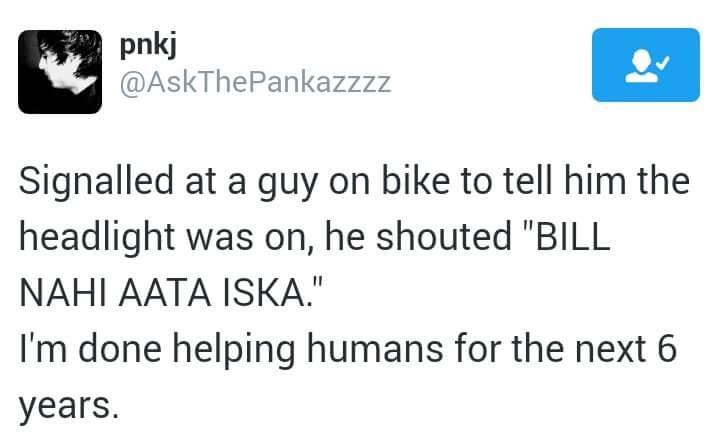 pnkj
@AskThePankazzzz
Signalled at a guy on bike to tell him the
headlight was on, he shouted "BILL
NAHI AATA ISKA."
I'm done helping humans for the next 6
years.